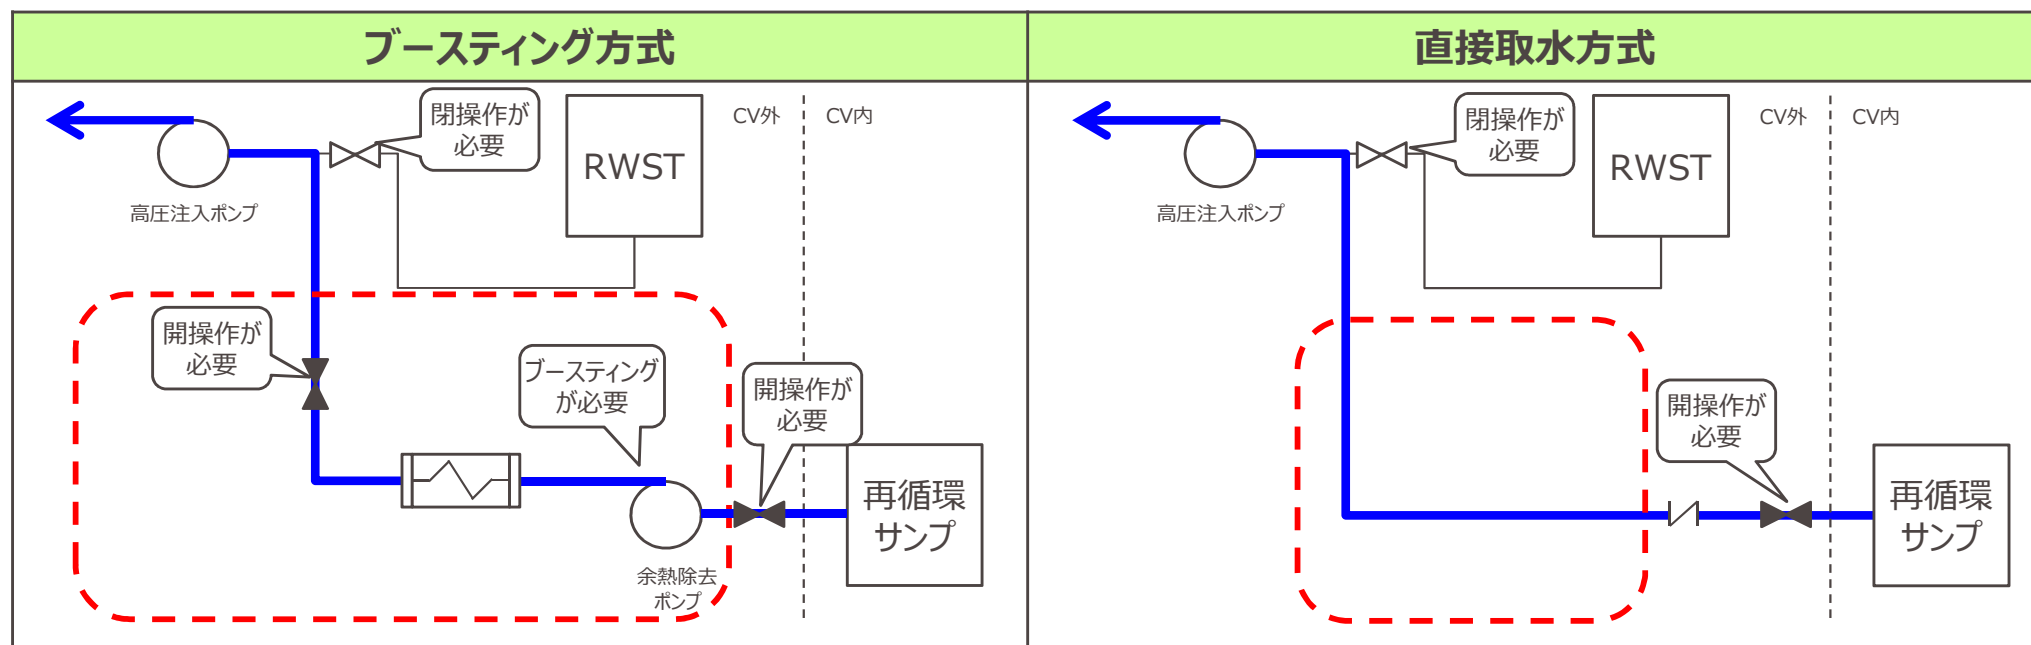 ブースティング方式
直接取水方式
閉操作が
必要
RWST
CV外
CV内
高圧注入ポンプ
開操作が
必要
ブースティング
が必要
開操作が
必要
再循環
サンプ
余熱除去
ポンプ
閉操作が
必要
RWST
CV外
CV内
高圧注入ポンプ
開操作が
必要
再循環
サンプ